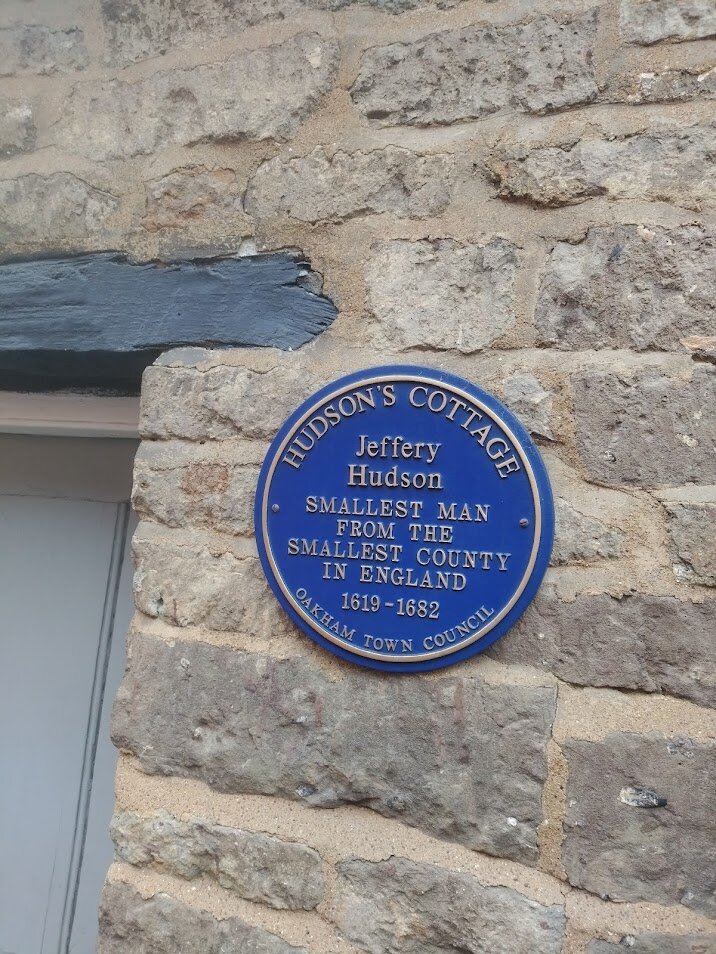 HUDSON'S COTTAGE
Jeffery
Hudson
SMALLEST MAN
FROM THE
SMALLEST COUNTY
IN ENGLAND
1619-1682
OAKHAM TOWN COUNCIL